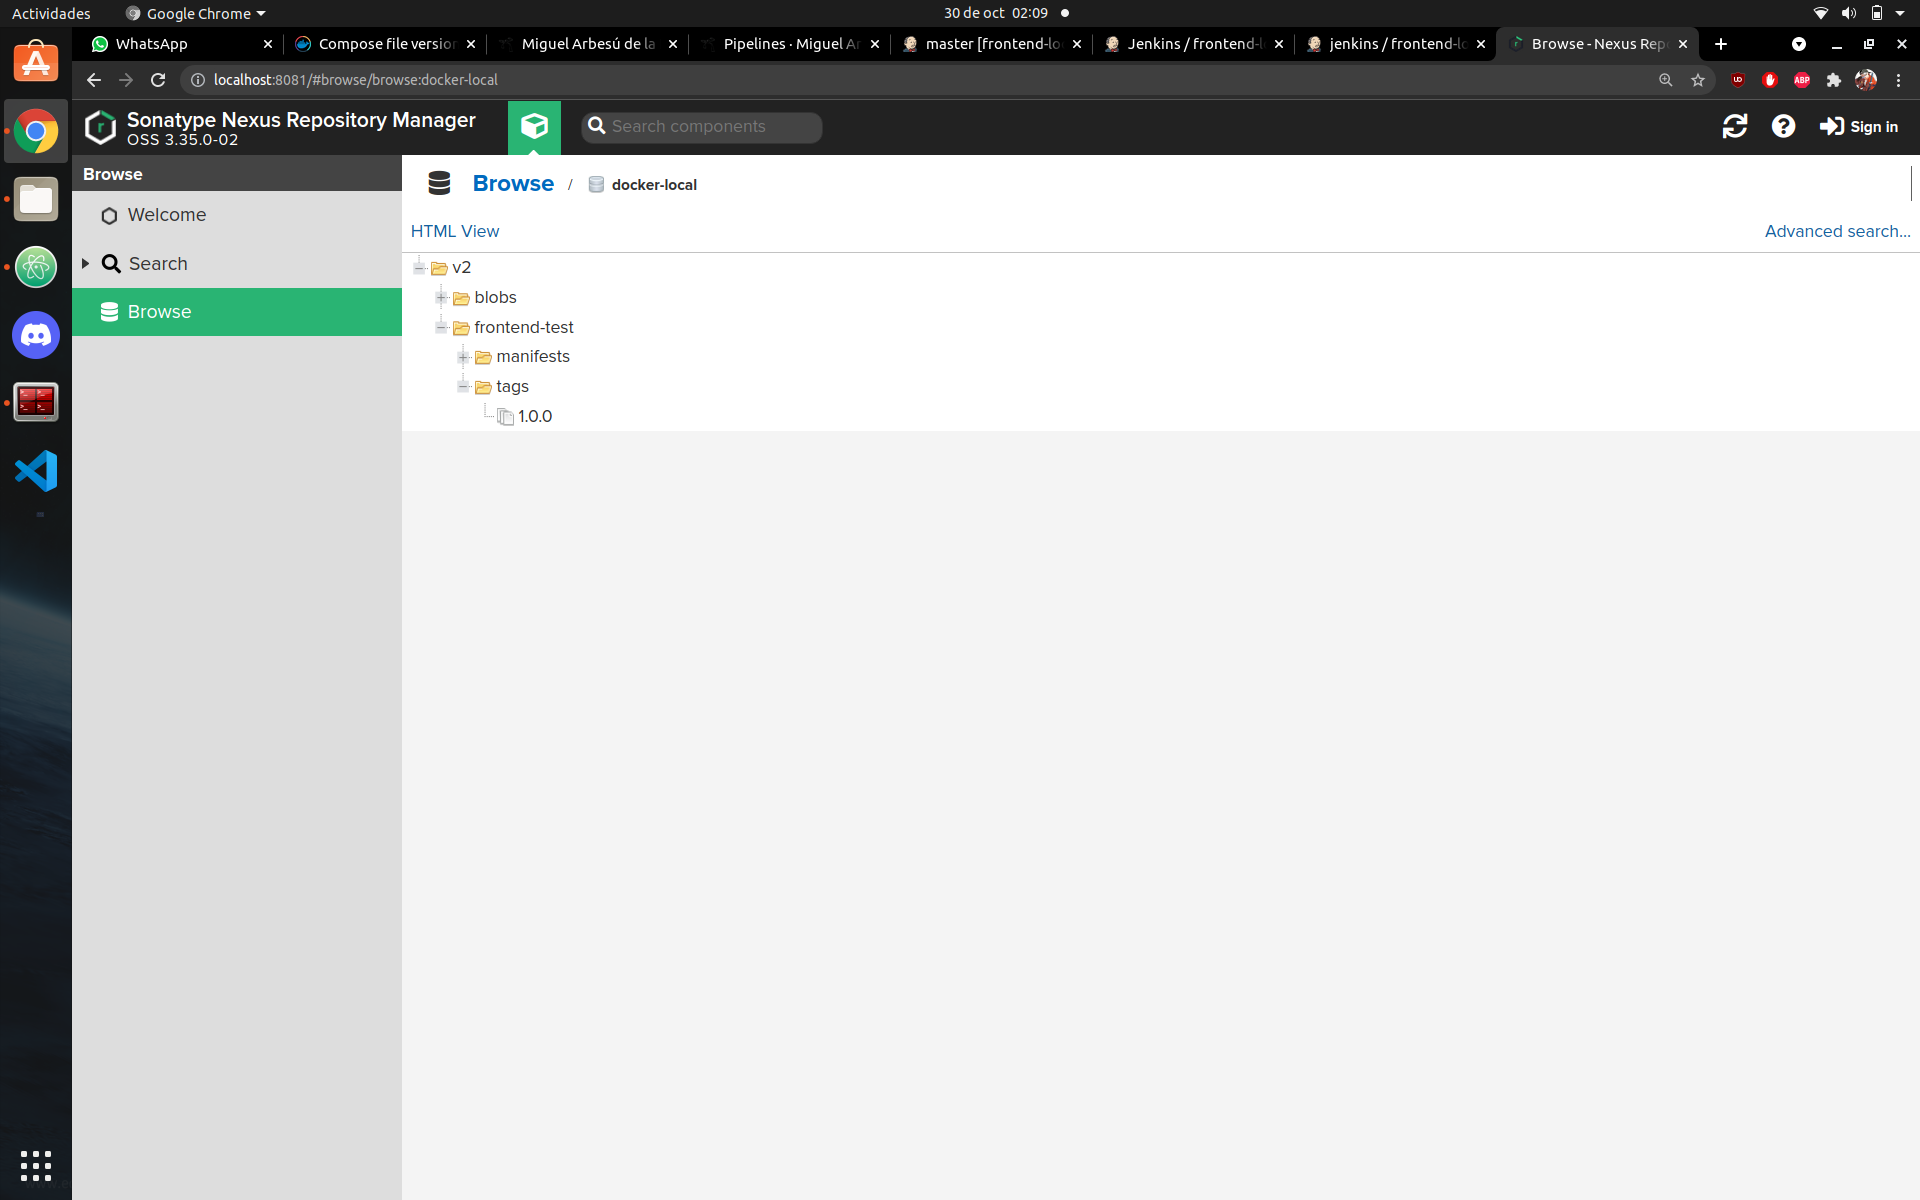 Actividades
Google Chrome
30 de oct 02:09
WhatsApp
Compose file version
Miguel Arbesú de la
Pipelines · Miguel Ar
master [frontend-lo
Jenkins / frontend-l
jenkins / frontend-lo
Browse - Nexus Rep
localhost:8081/#browse/browse:docker-local
ABP
Sonatype Nexus Repository Manager
OSS 3.35.0-02
Search components
Sign in
Browse
Welcome
Search
Browse
Browse / docker-local
HTML View
Advanced search...
v2
blobs
frontend-test
manifests
tags
1.0.0